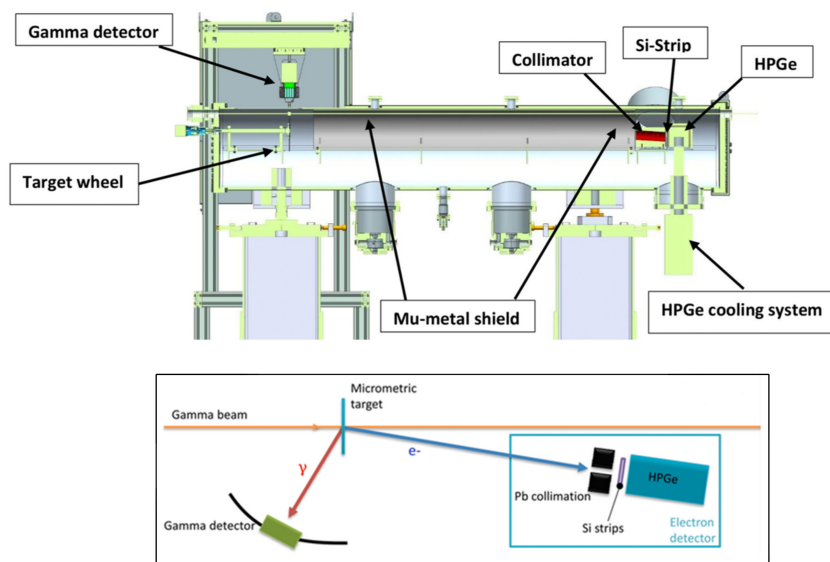 Gamma detector
Si-Strip
Collimator
HPGe
Target wheel
Mu-metal shield
HPGe cooling system
Micrometric
target
Gamma beam
e-
γ
HPGe
Pb collimation
Gamma detector
Si strips
Electron
detector